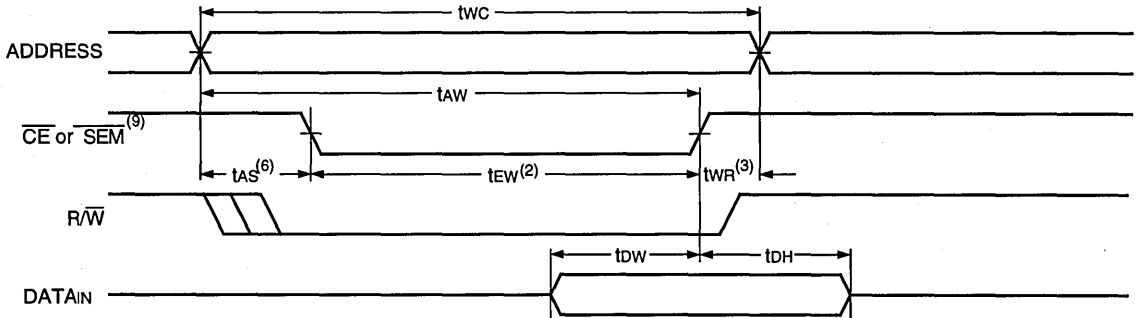 tWC
ADDRESS
tAW
CE or SEM(9)
tAS(6) tEW(2) tWR(3)
R/W
tDW tDH
DATAIN